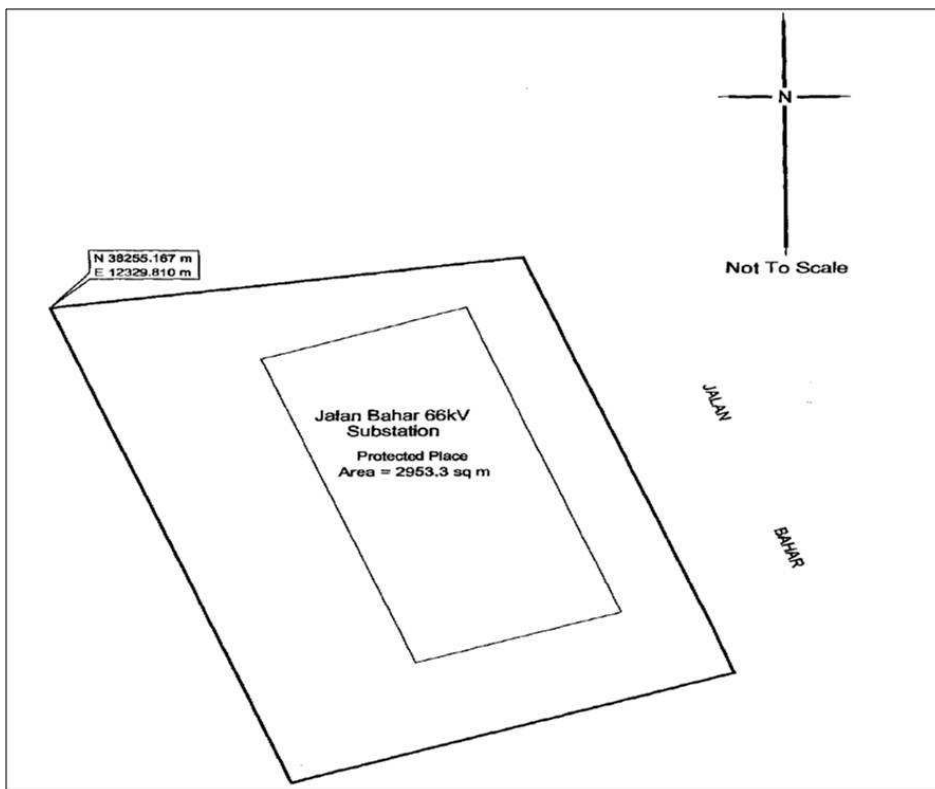 N
Not To Scale
N 38255.167 m
E 12329.810 m
JALAN
BAHAR
Jalan Bahar 66kV
Substation
Protected Place
Area = 2953.3 sq m